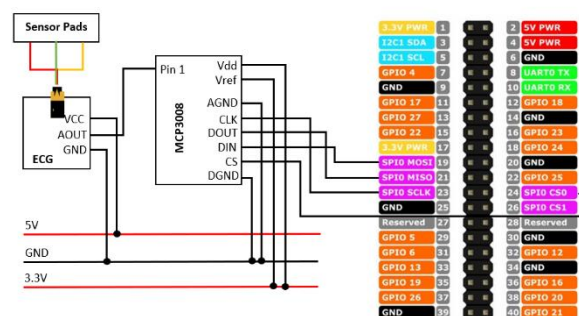 Sensor Pads
VCC
AOUT
GND
ECG
Pin 1
MCP3008
Vdd
Vref
AGND
CLK
DOUT
DIN
CS
DGND
5V
GND
3.3V
3.3V PWR 1 2 5V PWR
I2C1 SDA 3 4 5V PWR
I2C1 SCL 5 6 GND
GPIO 4 7 8 UART0 TX
GND 9 10 UART0 RX
GPIO 17 11 12 GPIO 18
GPIO 27 13 14 GND
GPIO 22 15 16 GPIO 23
3.3V PWR 17 18 GPIO 24
SPI0 MOSI 19 20 GND
SPI0 MISO 21 22 GPIO 25
SPI0 SCLK 23 24 SPI0 CS0
GND 25 26 SPI0 CS1
Reserved 27 28 Reserved
GPIO 5 29 30 GND
GPIO 6 31 32 GPIO 12
GPIO 13 33 34 GND
GPIO 19 35 36 GPIO 16
GPIO 26 37 38 GPIO 20
GND 39 40 GPIO 21